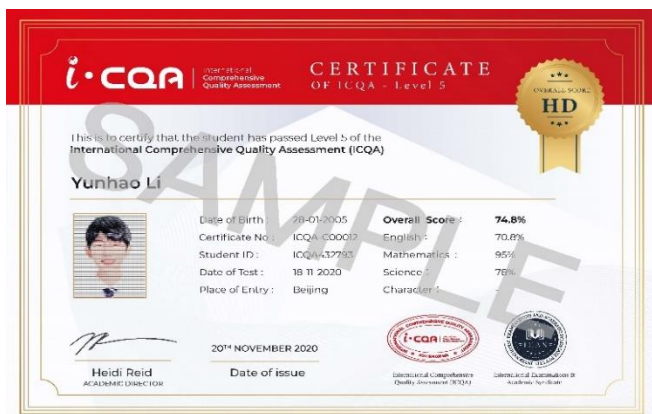 i·CQA
International
Comprehensive
Quality Assessment
CERTIFICATE
OF ICQA - Level 5
OVERALL SCORE
HD
This is to certify that the student has passed Level 5 of the
International Comprehensive Quality Assessment (ICQA)
Yunhao Li
SAMPLE
Date of Birth : 28-01-2005 Overall Score : 74.8%
Certificate No : ICQA-C00012 English : 70.8%
Student ID : ICQA432793 Mathematics : 95%
Date of Test : 18 11 2020 Science : 78%
Place of Entry : Beijing Character : -
20TH NOVEMBER 2020
Heidi Reid
ACADEMIC DIRECTOR
Date of issue
i·CQA
International Comprehensive
Quality Assessment (ICQA)
International Examinations &
Academic Syndicate